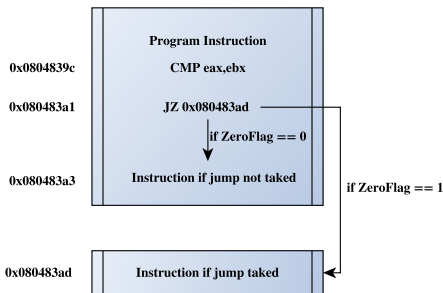 Program Instruction
0x0804839c CMP eax,ebx
0x080483a1 JZ 0x080483ad
if ZeroFlag == 0
0x080483a3 Instruction if jump not taked
if ZeroFlag == 1
0x080483ad Instruction if jump taked